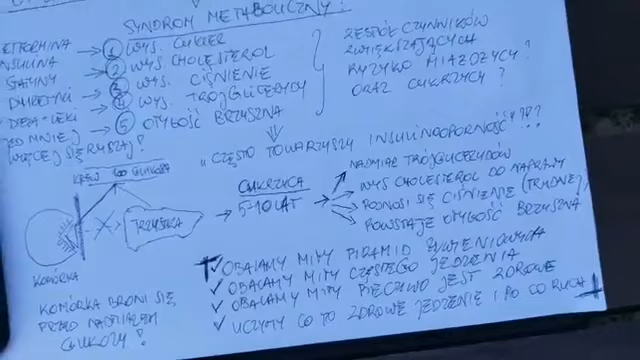 SYNDROM METABOLICZNY!
METFORMINA → 1 WYS. CUKIER
INSULINA → 2 WYS CHOLESTEROL
STATYNY → 3 WYS. CIŚNIENIE
→ 4 WYS. TRÓJGLICERYDY
→ 5 OTYŁOŚĆ BRZUSZNA
JEDZ MNIEJ
WIĘCEJ SIĘ RUSZAJ?
ZESPÓŁ CZYNNIKÓW
ZWIĘKSZAJĄCYCH
RYZYKO MIAŻDŻYCY?
ORAZ CUKRZYCY?
"CZĘSTO TOWARZYSZY INSULINOOPORNOŚĆ"???
KREW GLUKOZA
TRZUSTKA
KOMÓRKA
CUKRZYCA
5-10 LAT
NADMIAR TRÓJGLICERYDÓW
WYS CHOLESTEROL DO NAPRAWY
PODNOSI SIĘ CIŚNIENIE
POWSTAJE OTYŁOŚĆ BRZUSZNA
KOMÓRKA BRONI SIĘ
PRZED NADMIAREM
GLUKOZY!
✓ OBALAMY MITY PIRAMID ŻYWIENIOWYCH
✓ OBALAMY MITY CZĘSTEGO JEDZENIA
✓ OBALAMY MITY PIECZYWO JEST ZDROWE
✓ UCZYMY CO TO ZDROWE JEDZENIE I PO CO RUCH